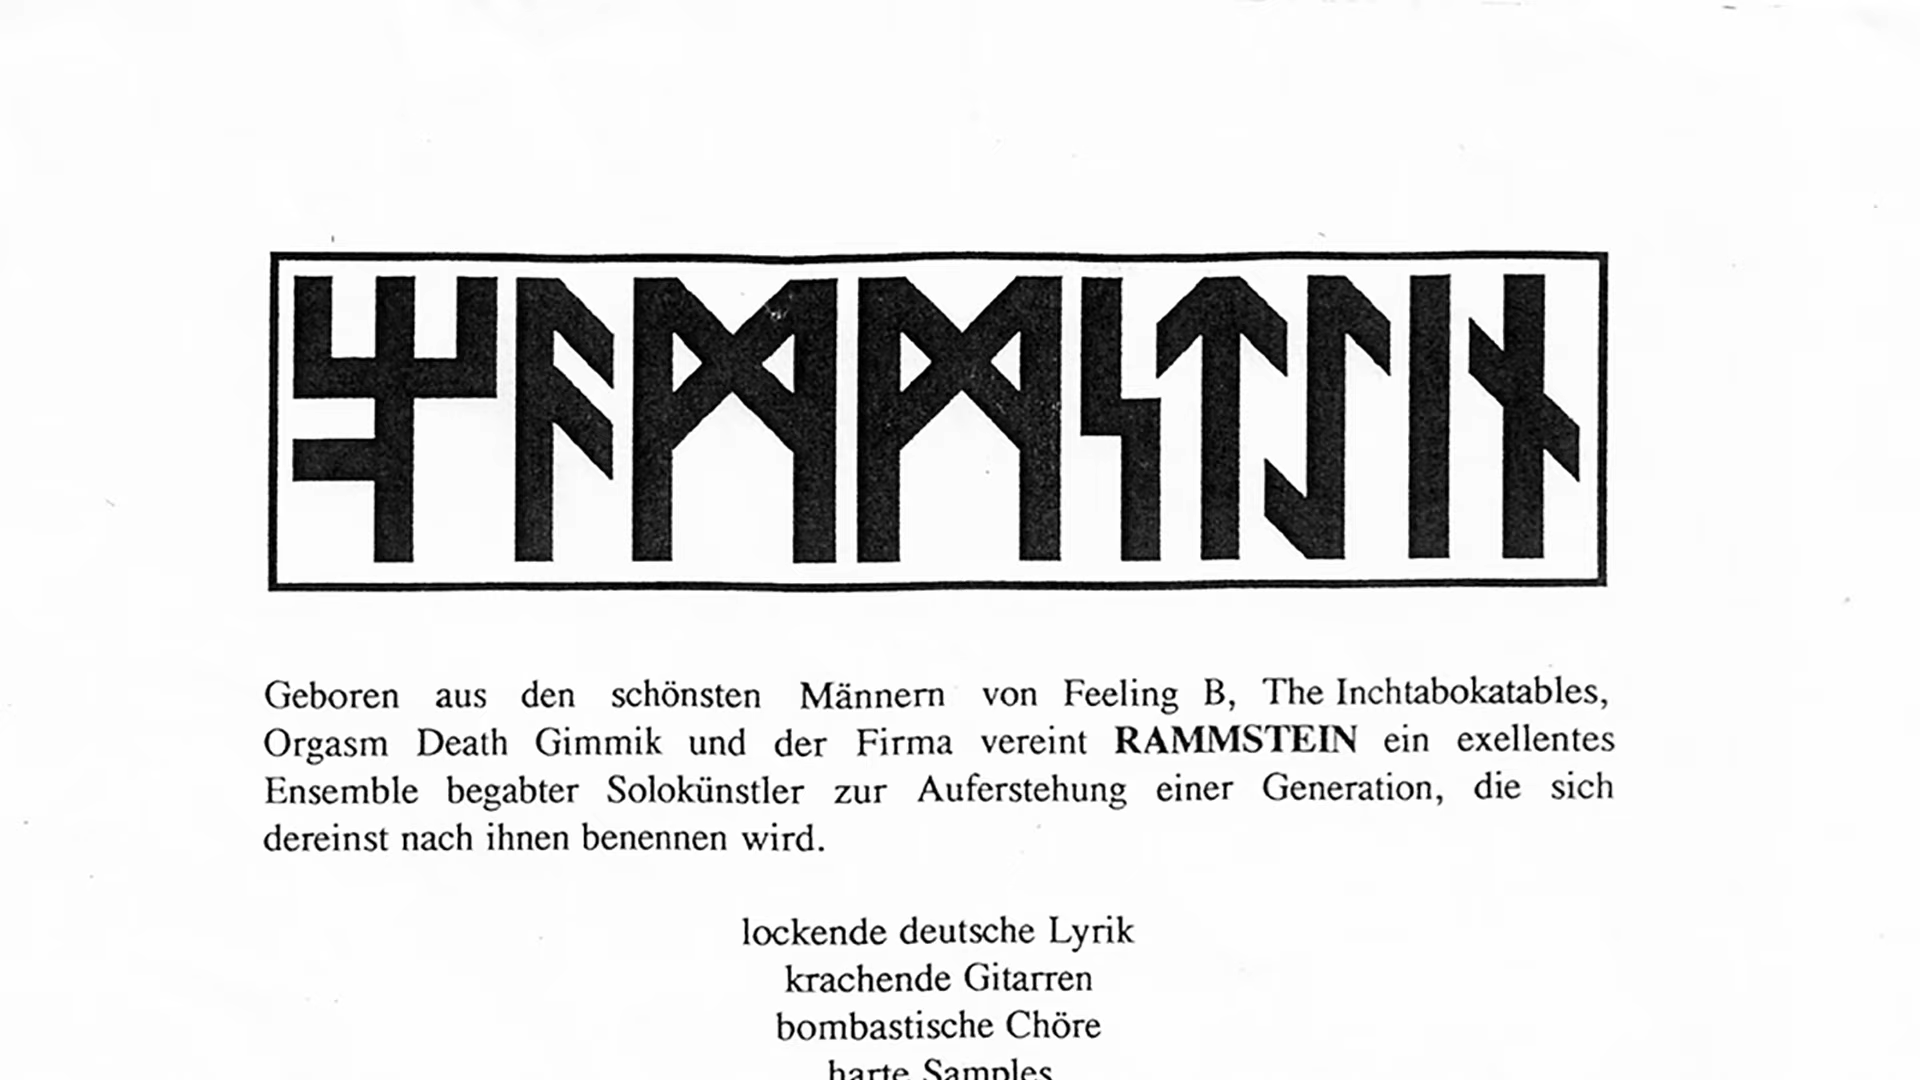 Geboren aus den schönsten Männern von Feeling B, The Inchtabokatables,
Orgasm Death Gimmik und der Firma vereint RAMMSTEIN ein exellentes
Ensemble begabter Solokünstler zur Auferstehung einer Generation, die sich
dereinst nach ihnen benennen wird.
lockende deutsche Lyrik
krachende Gitarren
bombastische Chöre
harte Samples